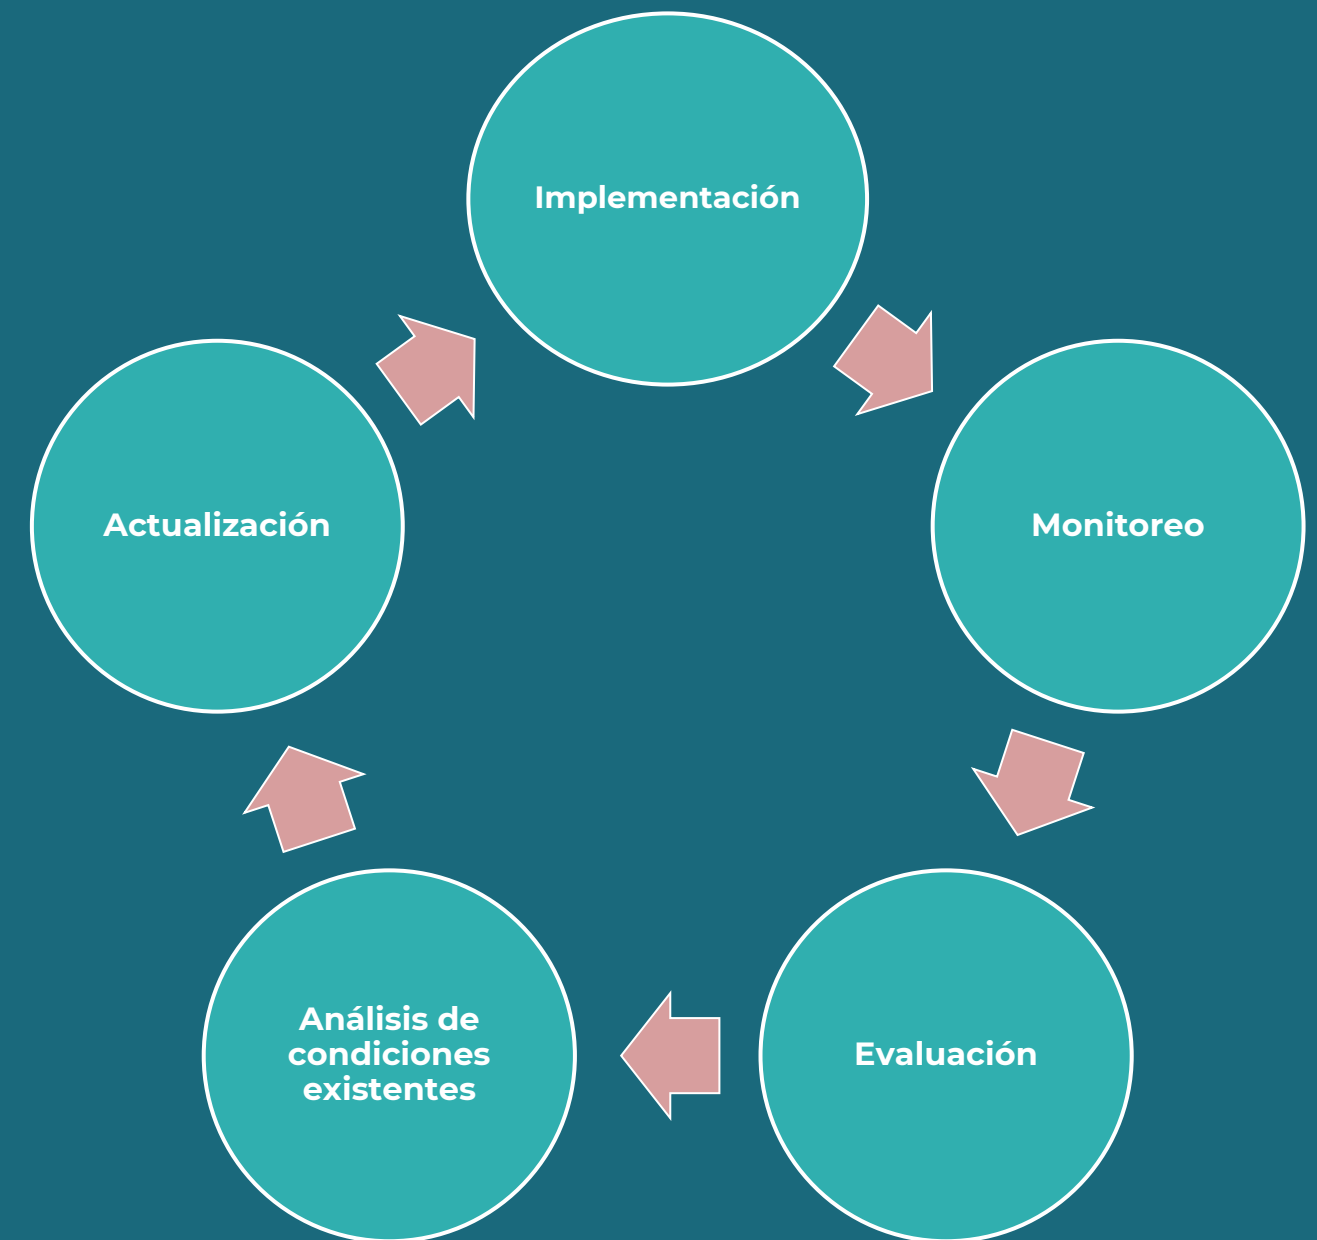 Implementación
Monitoreo
Evaluación
Análisis de
condiciones
existentes
Actualización